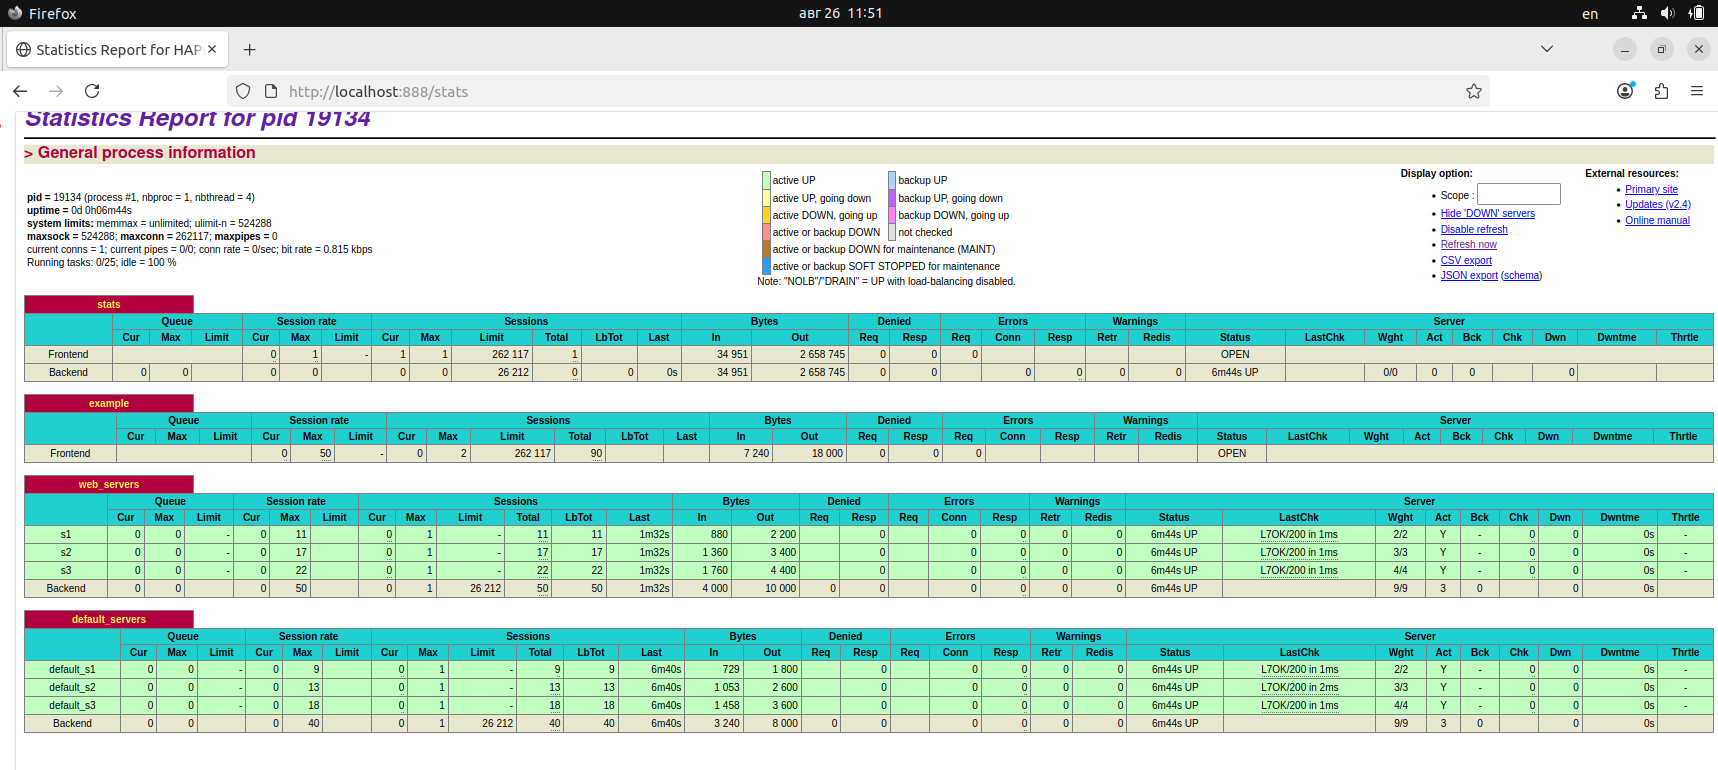 Firefox
авг 26 11:51
en
Statistics Report for HAP
http://localhost:888/stats
Statistics Report for pid 19134
> General process information
pid = 19134 (process #1, nbproc = 1, nbthread = 4)
uptime = 0d 0h06m44s
system limits: memmax = unlimited; ulimit-n = 524288
maxsock = 524288; maxconn = 262117; maxpipes = 0
current conns = 1; current pipes = 0/0; conn rate = 0/sec; bit rate = 0.815 kbps
Running tasks: 0/25; idle = 100 %
active UP backup UP
active UP, going down backup UP, going down
active DOWN, going up backup DOWN, going up
active or backup DOWN not checked
active or backup DOWN for maintenance (MAINT)
active or backup SOFT STOPPED for maintenance
Note: "NOLB"/"DRAIN" = UP with load-balancing disabled.
Display option:
Scope :
Hide 'DOWN' servers
Disable refresh
Refresh now
CSV export
JSON export (schema)
External resources:
Primary site
Updates (v2.4)
Online manual
stats
Queue Session rate Sessions Bytes Denied Errors Warnings Server
Cur Max Limit Cur Max Limit Cur Max Limit Total LbTot Last In Out Req Resp Req Conn Resp Retr Redis Status LastChk Wght Act Bck Chk Dwn Dwntme Thrtle
Frontend 0 1 - 1 1 262 117 1 34 951 2 658 745 0 0 0 OPEN
Backend 0 0 0 0 0 0 26 212 0 0 0s 34 951 2 658 745 0 0 0 0 0 0 6m44s UP 0/0 0 0 0
example
Queue Session rate Sessions Bytes Denied Errors Warnings Server
Cur Max Limit Cur Max Limit Cur Max Limit Total LbTot Last In Out Req Resp Req Conn Resp Retr Redis Status LastChk Wght Act Bck Chk Dwn Dwntme Thrtle
Frontend 0 50 - 0 2 262 117 90 7 240 18 000 0 0 0 OPEN
web_servers
Queue Session rate Sessions Bytes Denied Errors Warnings Server
Cur Max Limit Cur Max Limit Cur Max Limit Total LbTot Last In Out Req Resp Req Conn Resp Retr Redis Status LastChk Wght Act Bck Chk Dwn Dwntme Thrtle
s1 0 0 - 0 11 0 1 - 11 11 1m32s 880 2 200 0 0 0 0 0 6m44s UP L7OK/200 in 1ms 2/2 Y - 0 0 0s -
s2 0 0 - 0 17 0 1 - 17 17 1m32s 1 360 3 400 0 0 0 0 0 6m44s UP L7OK/200 in 1ms 3/3 Y - 0 0 0s -
s3 0 0 - 0 22 0 1 - 22 22 1m32s 1 760 4 400 0 0 0 0 0 6m44s UP L7OK/200 in 1ms 4/4 Y - 0 0 0s -
Backend 0 0 0 50 0 1 26 212 50 50 1m32s 4 000 10 000 0 0 0 0 0 0 6m44s UP 9/9 3 0 0 0s
default_servers
Queue Session rate Sessions Bytes Denied Errors Warnings Server
Cur Max Limit Cur Max Limit Cur Max Limit Total LbTot Last In Out Req Resp Req Conn Resp Retr Redis Status LastChk Wght Act Bck Chk Dwn Dwntme Thrtle
default_s1 0 0 - 0 9 0 1 - 9 9 6m40s 729 1 800 0 0 0 0 0 6m44s UP L7OK/200 in 1ms 2/2 Y - 0 0 0s -
default_s2 0 0 - 0 13 0 1 - 13 13 6m40s 1 053 2 600 0 0 0 0 0 6m44s UP L7OK/200 in 2ms 3/3 Y - 0 0 0s -
default_s3 0 0 - 0 18 0 1 - 18 18 6m40s 1 458 3 600 0 0 0 0 0 6m44s UP L7OK/200 in 1ms 4/4 Y - 0 0 0s -
Backend 0 0 0 40 0 1 26 212 40 40 6m40s 3 240 8 000 0 0 0 0 0 0 6m44s UP 9/9 3 0 0 0s